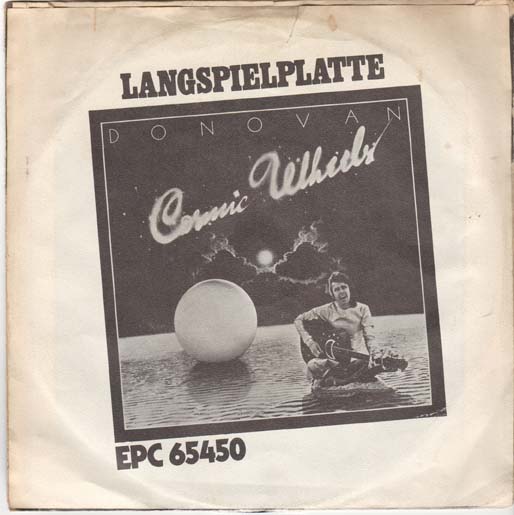 LANGSPIELPLATTE
DONOVAN
Cosmic Wheels
EPC 65450